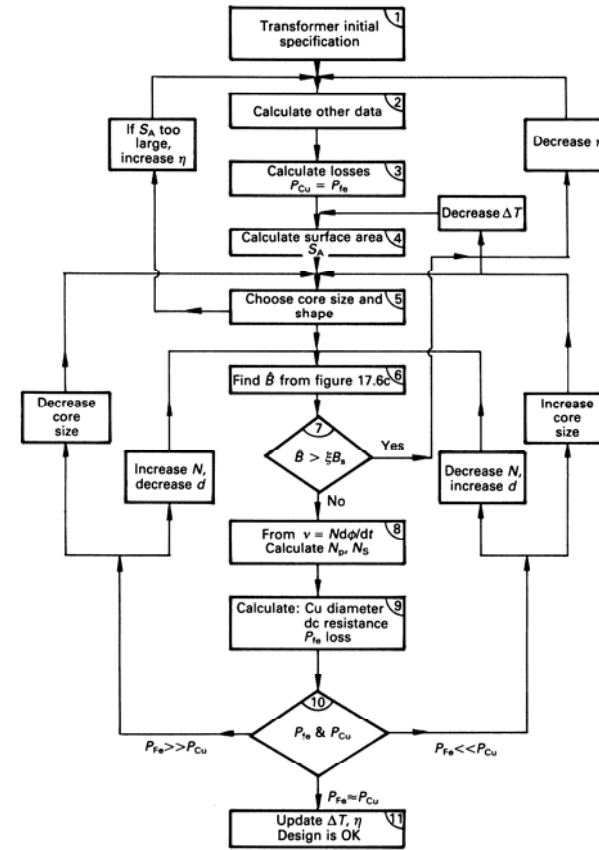 1
Transformer initial
specification
2
Calculate other data
If S_A too
large,
increase η
Decrease
3
Calculate losses
P_Cu = P_fe
Decrease ΔT
4
Calculate surface area
S_A
5
Choose core size and
shape
6
Find B̂ from figure 17.6c
Decrease
core
size
Increase
core
size
7
B̂ > ξB_s
Yes
No
Increase N,
decrease d
Decrease N,
increase d
8
From ν = Ndϕ/dt
Calculate N_p, N_S
9
Calculate: Cu diameter
dc resistance
P_fe loss
10
P_fe & P_Cu
P_Fe>>P_Cu
P_Fe<<P_Cu
P_Fe≈P_Cu
11
Update ΔT, η
Design is OK